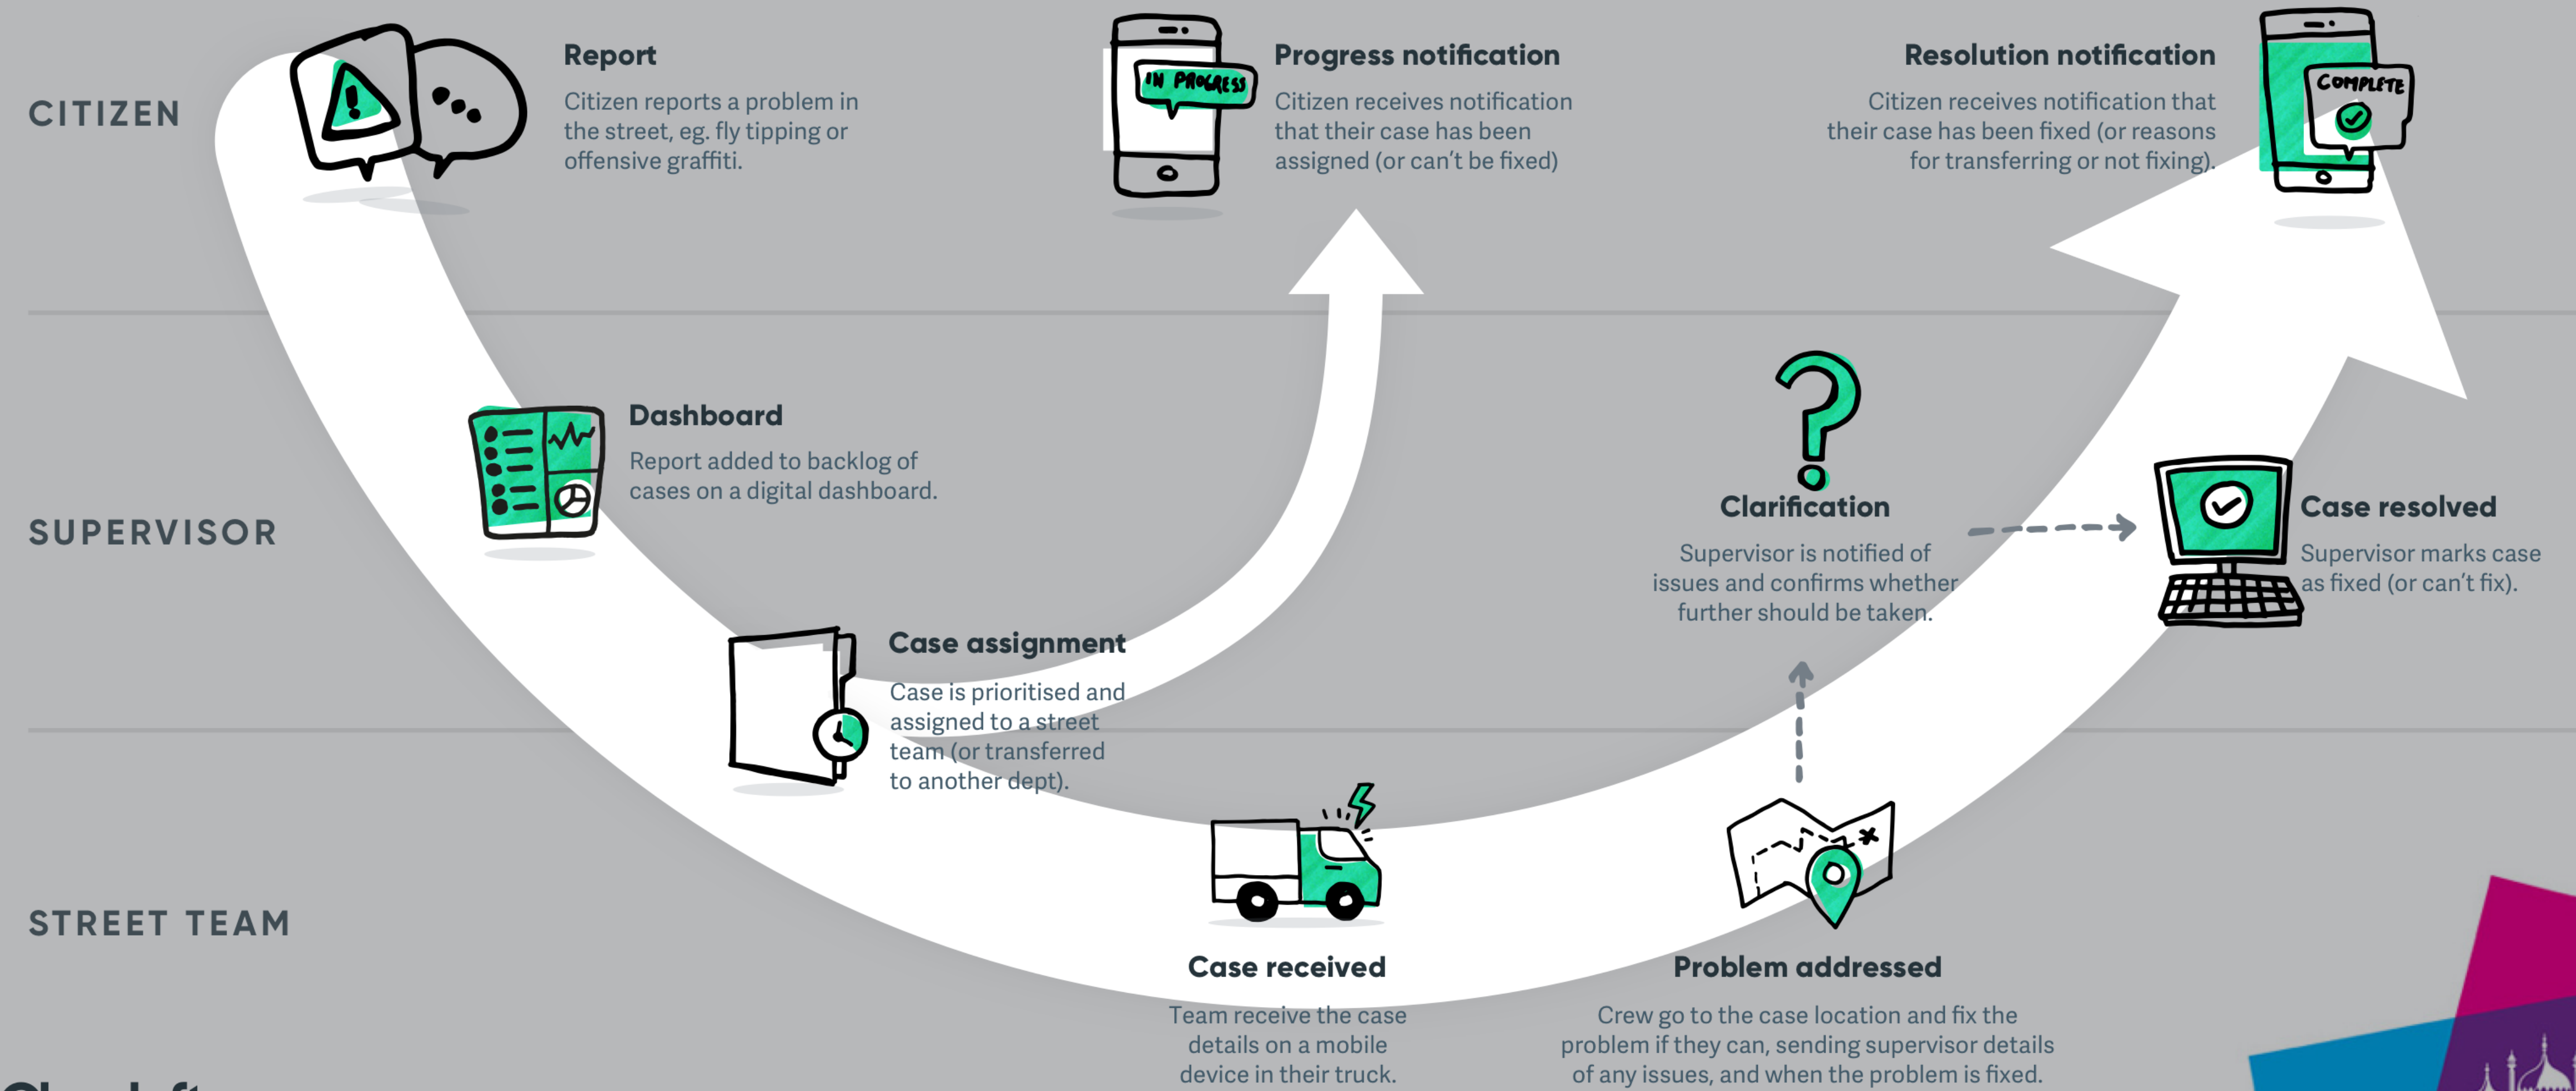 CITIZEN
Report
Citizen reports a problem in
the street, eg. fly tipping or
offensive graffiti.
IN PROGRESS
Progress notification
Citizen receives notification
that their case has been
assigned (or can't be fixed)
Resolution notification
Citizen receives notification that
their case has been fixed (or reasons
for transferring or not fixing).
COMPLETE
SUPERVISOR
Dashboard
Report added to backlog of
cases on a digital dashboard.
Case assignment
Case is prioritised and
assigned to a street
team (or transferred
to another dept).
Clarification
Supervisor is notified of
issues and confirms whether
further should be taken.
Case resolved
Supervisor marks case
as fixed (or can't fix).
STREET TEAM
Case received
Team receive the case
details on a mobile
device in their truck.
Problem addressed
Crew go to the case location and fix the
problem if they can, sending supervisor details
of any issues, and when the problem is fixed.